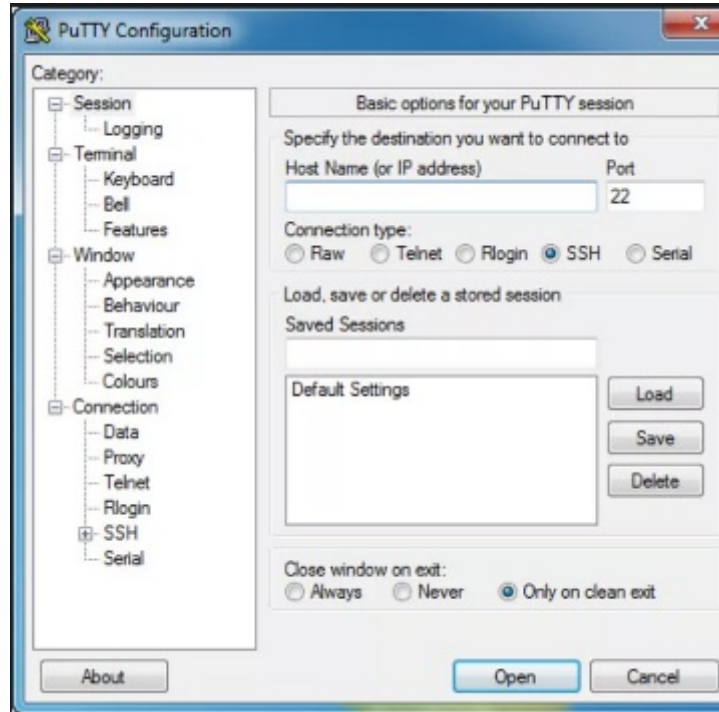 PuTTY Configuration
Category:
Session
Logging
Terminal
Keyboard
Bell
Features
Window
Appearance
Behaviour
Translation
Selection
Colours
Connection
Data
Proxy
Telnet
Rlogin
SSH
Serial
Basic options for your PuTTY session
Specify the destination you want to connect to
Host Name (or IP address) Port
22
Connection type:
Raw Telnet Rlogin SSH Serial
Load, save or delete a stored session
Saved Sessions
Default Settings
Load
Save
Delete
Close window on exit:
Always Never Only on clean exit
About Open Cancel